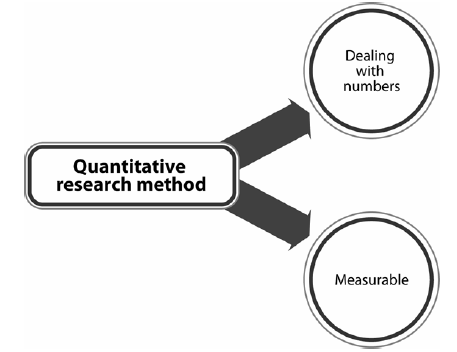 Dealing
with
numbers
Quantitative
research method
Measurable